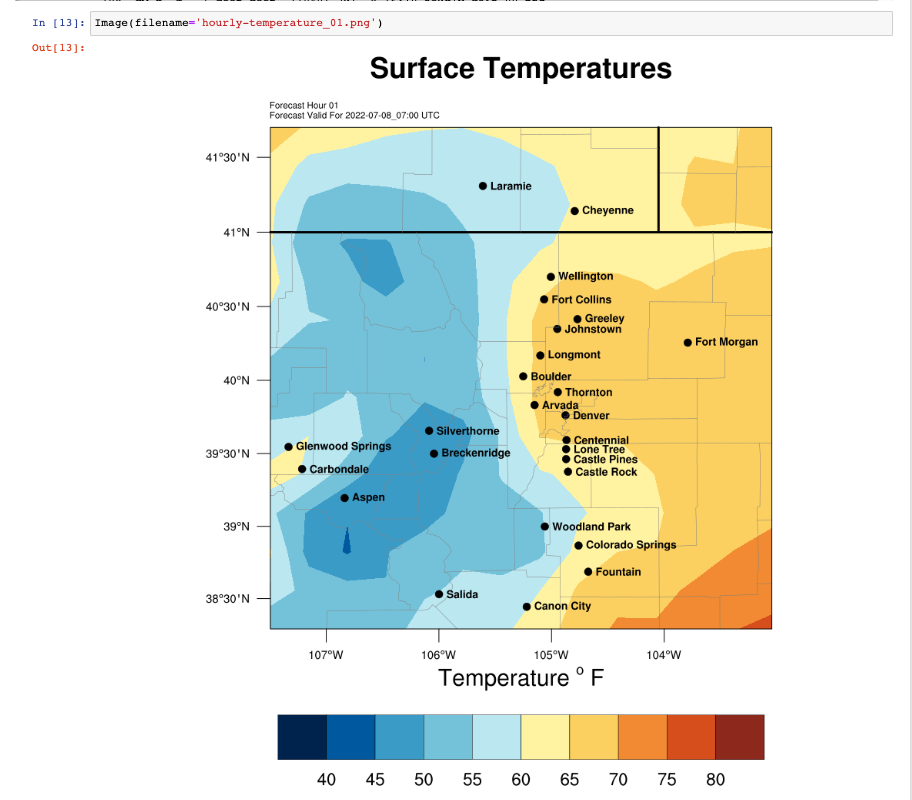 In [13]: Image(filename='hourly-temperature_01.png')
Out[13]:
Surface Temperatures
Forecast Hour 01
Forecast Valid For 2022-07-08_07:00 UTC
41°30'N
Laramie
Cheyenne
41°N
Wellington
40°30'N
Fort Collins
Greeley
Johnstown
Fort Morgan
Longmont
40°N
Boulder
Thornton
Arvada
Denver
Silverthorne
Centennial
Glenwood Springs
Lone Tree
39°30'N
Breckenridge
Castle Pines
Carbondale
Castle Rock
Aspen
39°N
Woodland Park
Colorado Springs
Fountain
38°30'N
Salida
Canon City
107°W 106°W 105°W 104°W
Temperature ° F
40 45 50 55 60 65 70 75 80